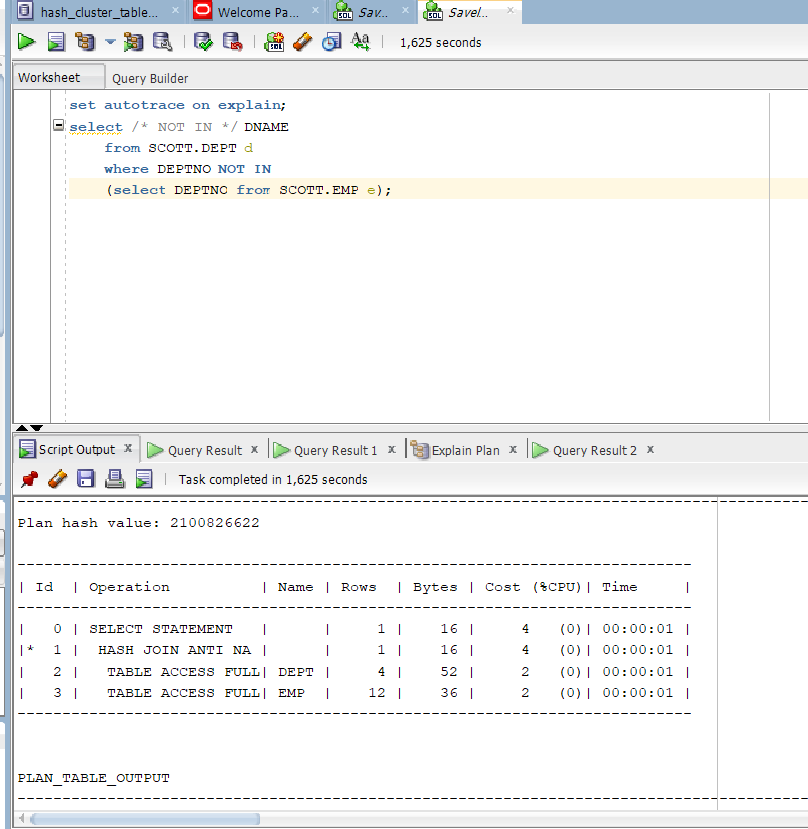 hash_cluster_table... Welcome Pa... Sav... Savel...
1,625 seconds
Worksheet Query Builder
set autotrace on explain;
select /* NOT IN */ DNAME
from SCOTT.DEPT d
where DEPTNO NOT IN
(select DEPTNO from SCOTT.EMP e);
Script Output x Query Result x Query Result 1 x Explain Plan x Query Result 2 x
Task completed in 1,625 seconds
--------------------------------------------------------------------------------
Plan hash value: 2100826622
---------------------------------------------------------------------------
| Id | Operation | Name | Rows | Bytes | Cost (%CPU)| Time |
---------------------------------------------------------------------------
| 0 | SELECT STATEMENT | | 1 | 16 | 4 (0)| 00:00:01 |
|* 1 | HASH JOIN ANTI NA | | 1 | 16 | 4 (0)| 00:00:01 |
| 2 | TABLE ACCESS FULL| DEPT | 4 | 52 | 2 (0)| 00:00:01 |
| 3 | TABLE ACCESS FULL| EMP | 12 | 36 | 2 (0)| 00:00:01 |
---------------------------------------------------------------------------
PLAN_TABLE_OUTPUT
--------------------------------------------------------------------------------